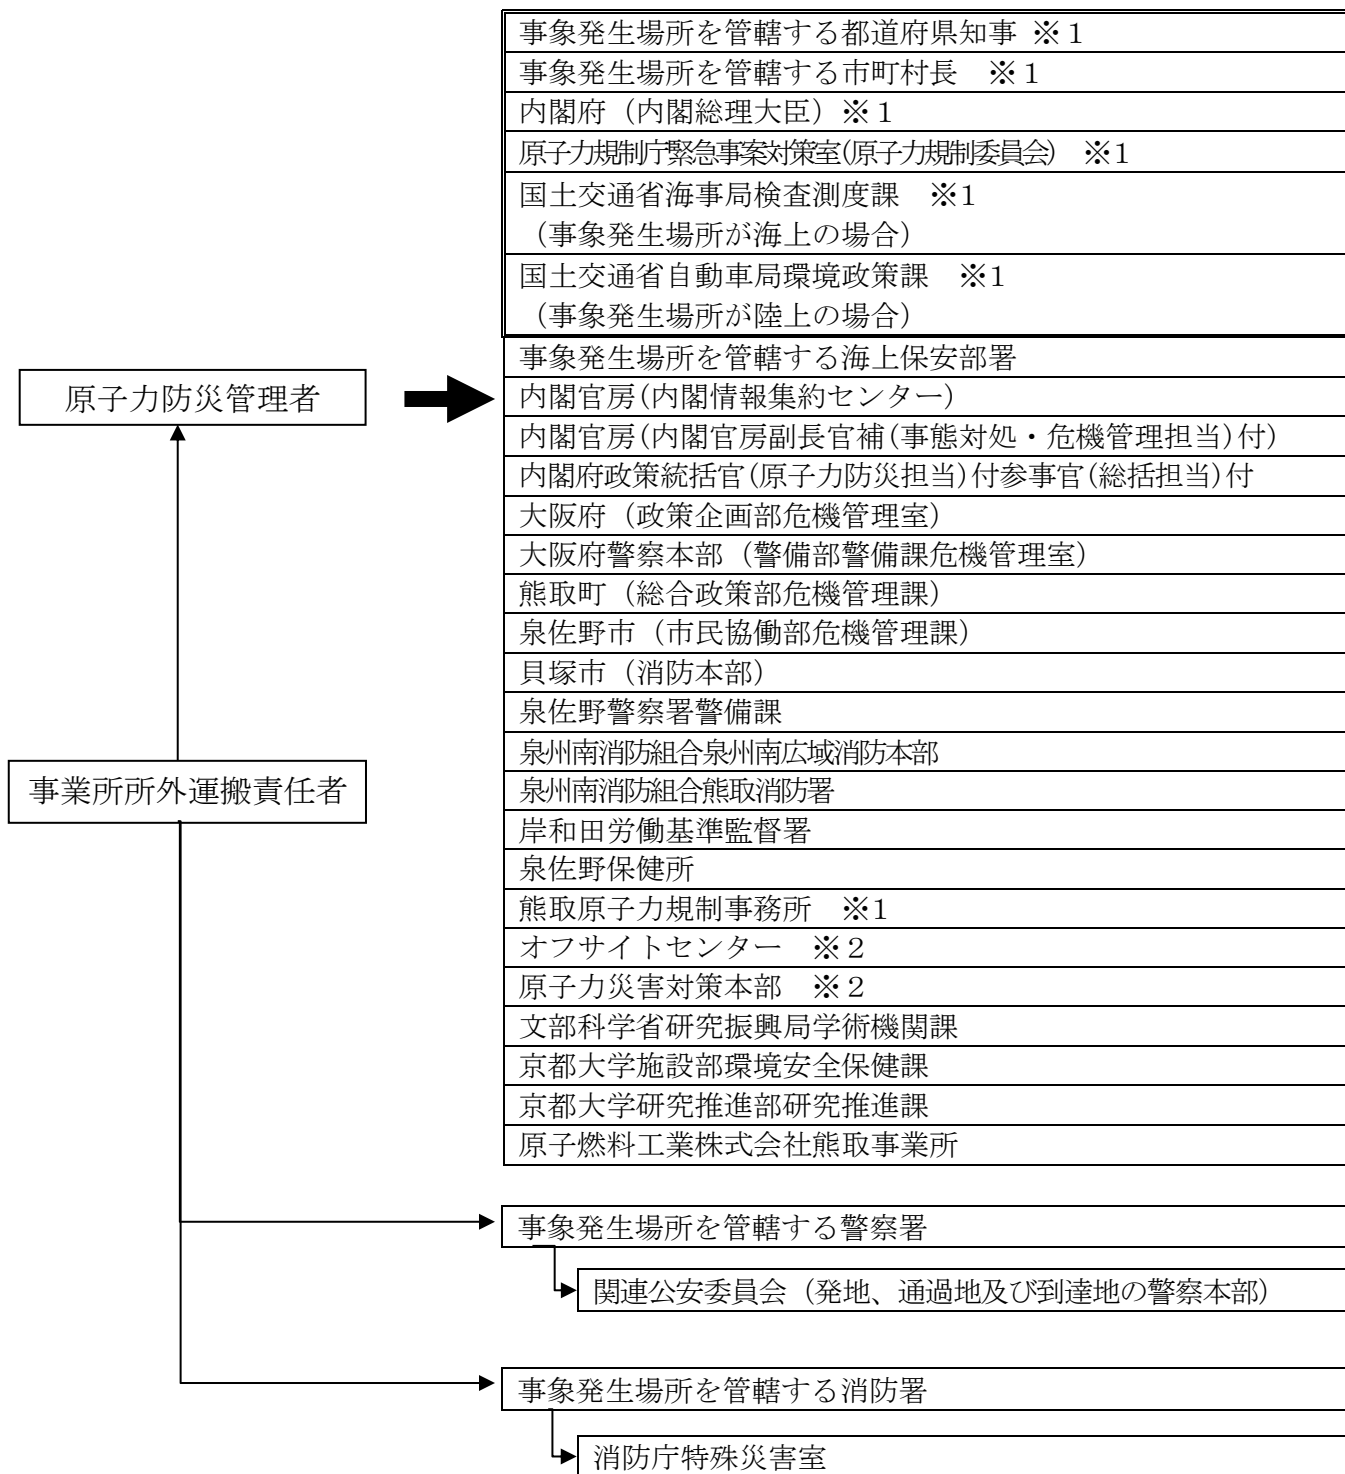 事象発生場所を管轄する都道府県知事 ※１
事象発生場所を管轄する市町村長　※１
内閣府（内閣総理大臣）※１
原子力規制庁緊急事案対策室(原子力規制委員会)　※1
国土交通省海事局検査測度課　※1
（事象発生場所が海上の場合）
国土交通省自動車局環境政策課　※1
（事象発生場所が陸上の場合）
事象発生場所を管轄する海上保安部署
原子力防災管理者
内閣官房(内閣情報集約センター)
内閣官房(内閣官房副長官補(事態対処・危機管理担当)付)
内閣府政策統括官(原子力防災担当)付参事官(総括担当)付
大阪府（政策企画部危機管理室）
大阪府警察本部（警備部警備課危機管理室）
熊取町（総合政策部危機管理課）
泉佐野市（市民協働部危機管理課）
貝塚市（消防本部）
泉佐野警察署警備課
泉州南消防組合泉州南広域消防本部
事業所所外運搬責任者
泉州南消防組合熊取消防署
岸和田労働基準監督署
泉佐野保健所
熊取原子力規制事務所　※1
オフサイトセンター　※２
原子力災害対策本部　※２
文部科学省研究振興局学術機関課
京都大学施設部環境安全保健課
京都大学研究推進部研究推進課
原子燃料工業株式会社熊取事業所
事象発生場所を管轄する警察署
関連公安委員会（発地、通過地及び到達地の警察本部）
事象発生場所を管轄する消防署
消防庁特殊災害室